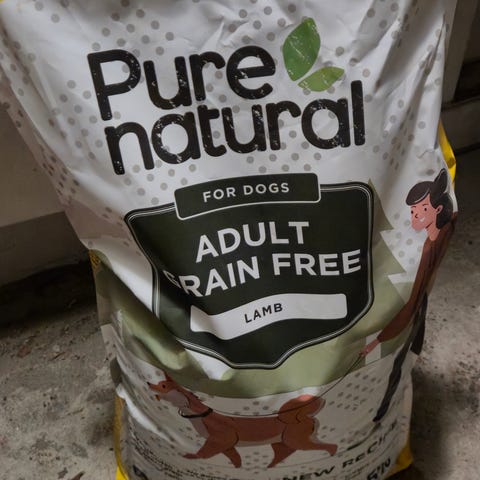 Pure
natural
FOR DOGS
ADULT
GRAIN FREE
LAMB
NEW RECIPE